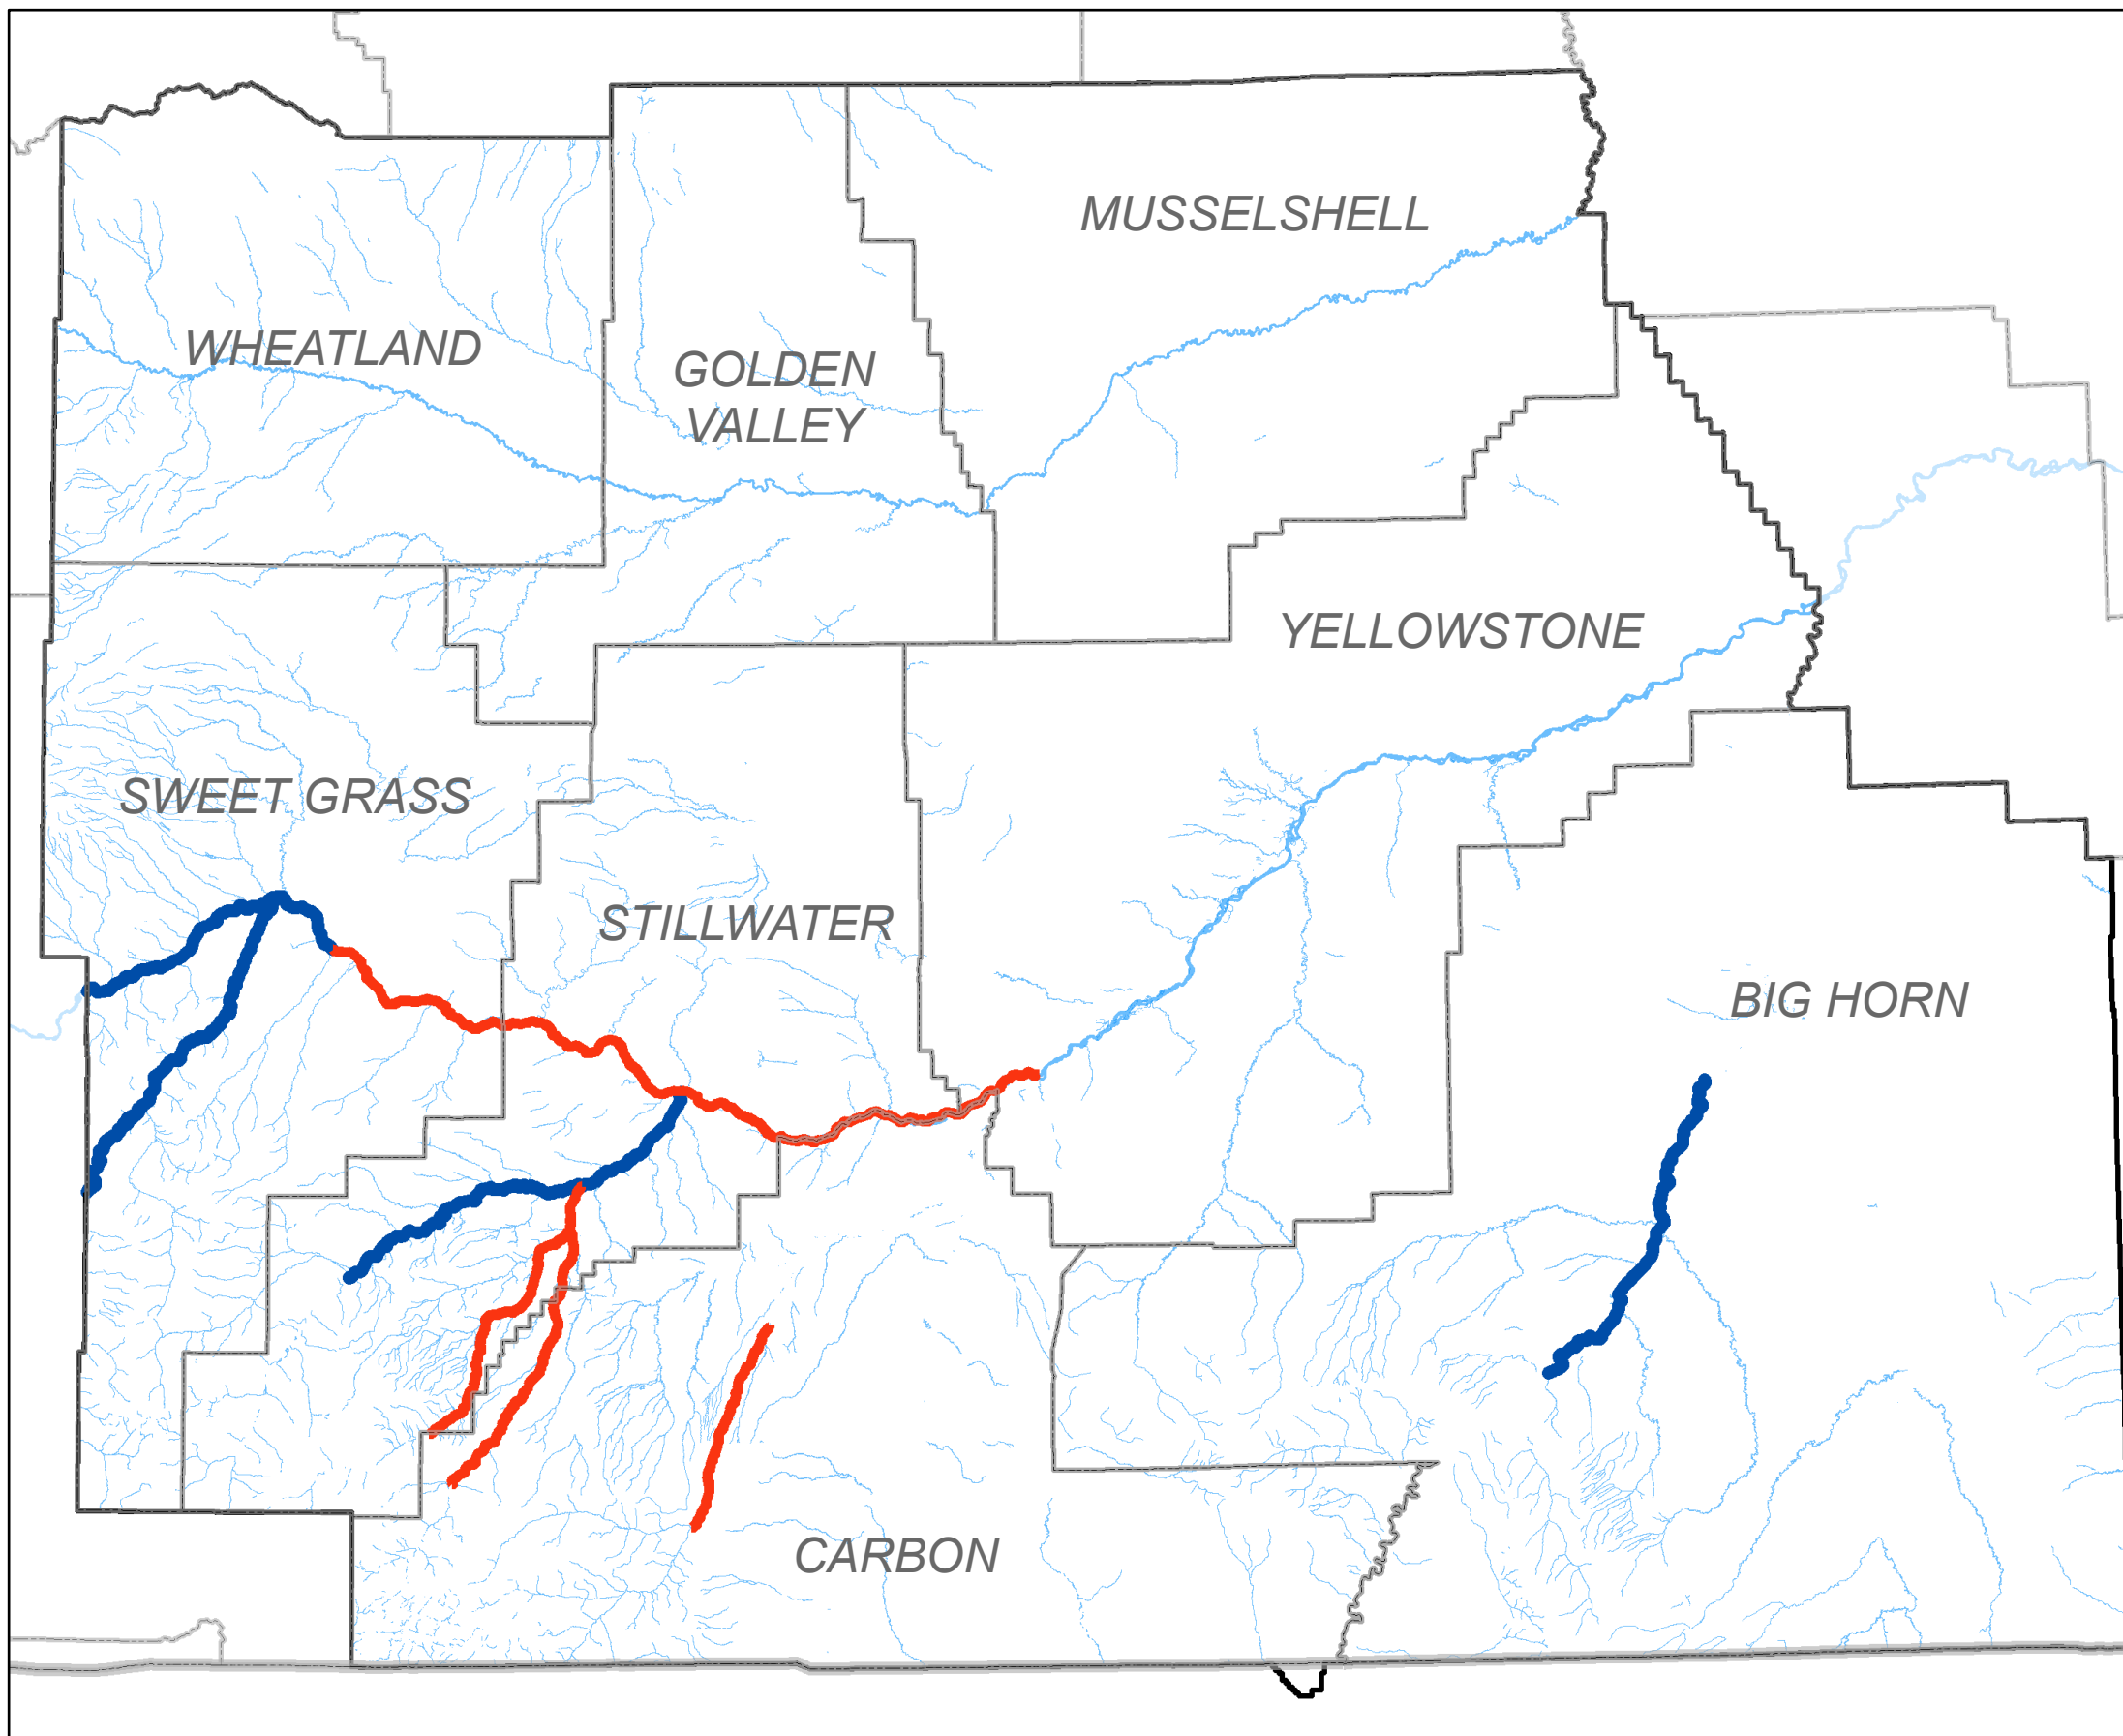 MUSSELSHELL
WHEATLAND
GOLDEN
VALLEY
YELLOWSTONE
SWEET GRASS
STILLWATER
BIG HORN
CARBON